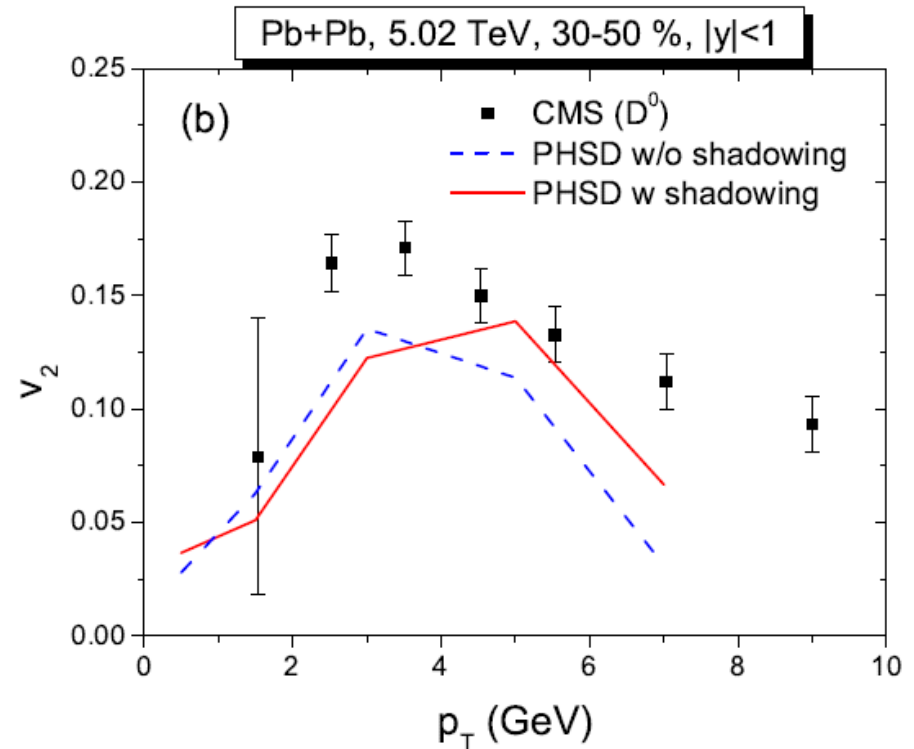 Pb+Pb, 5.02 TeV, 30-50 %, |y|<1
(b)
CMS (D⁰)
PHSD w/o shadowing
PHSD w shadowing
0.25
0.20
0.15
0.10
0.05
0.00
v₂
0 2 4 6 8 10
p_T (GeV)